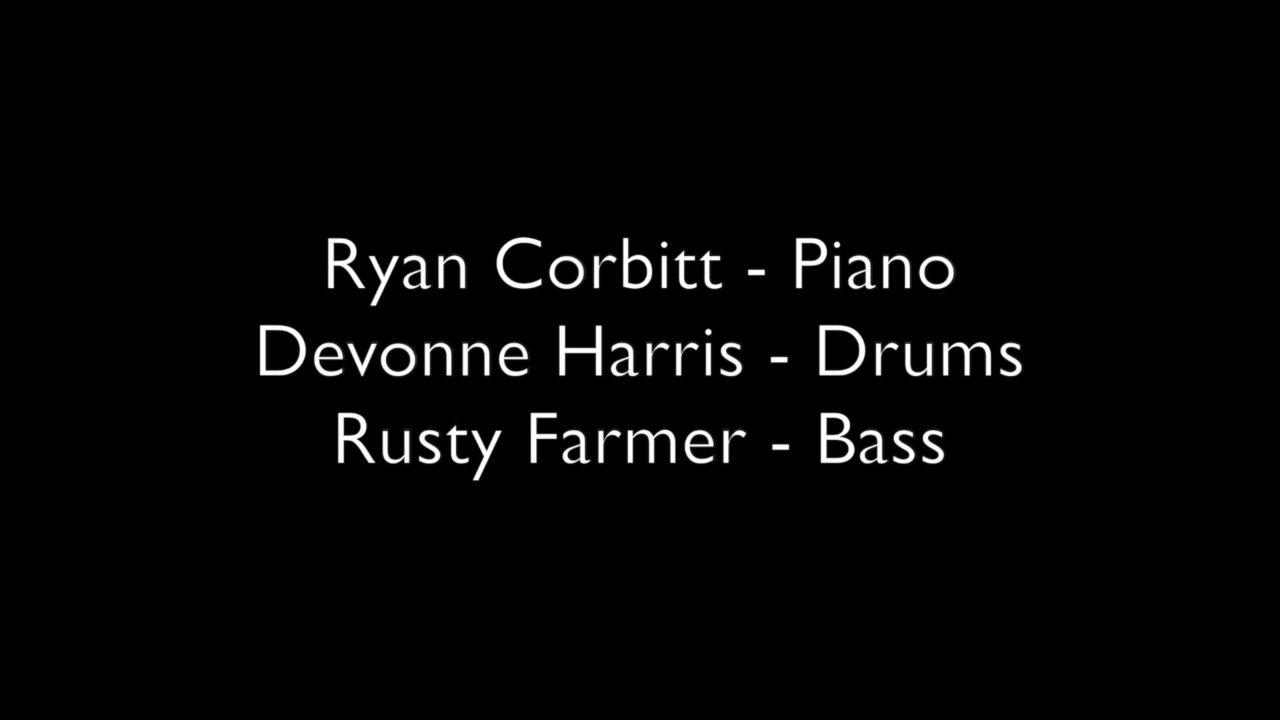 Ryan Corbitt - Piano
Devonne Harris - Drums
Rusty Farmer - Bass